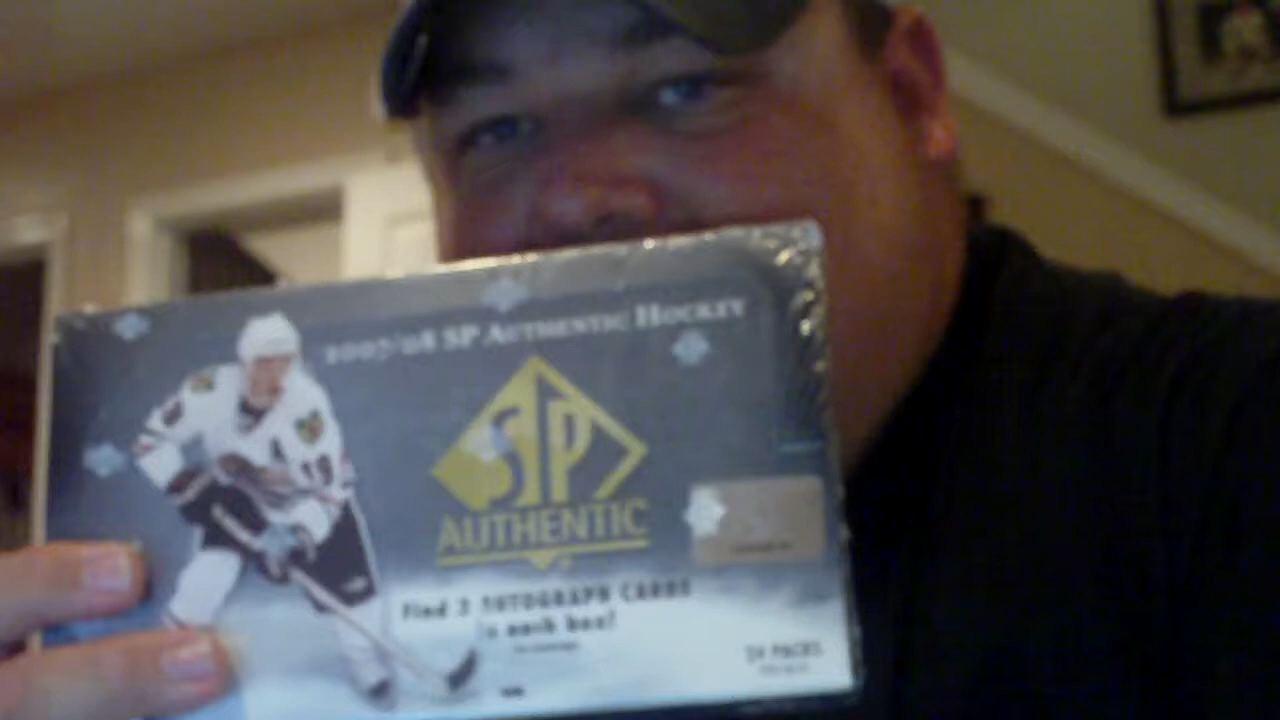 2007/08 SP AUTHENTIC HOCKEY
SP
AUTHENTIC
Find 3 AUTOGRAPH CARDS
in each box!
24 PACKS